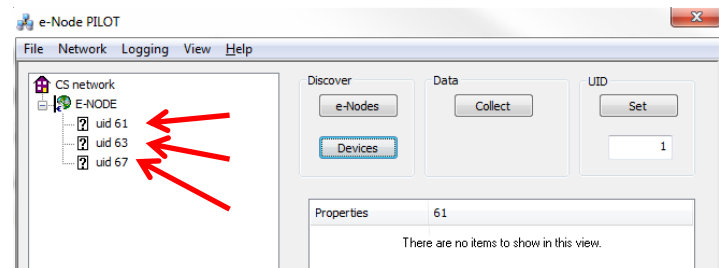 e-Node PILOT
File Network Logging View Help
CS network
E-NODE
uid 61
uid 63
uid 67
Discover
e-Nodes
Devices
Data
Collect
UID
Set
1
Properties 61
There are no items to show in this view.